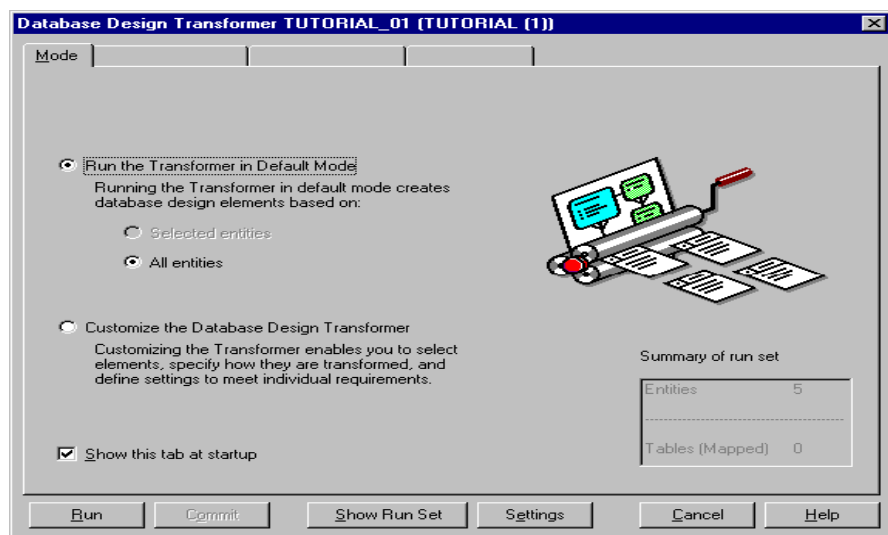 Database Design Transformer TUTORIAL_01 (TUTORIAL (1))
Mode
Run the Transformer in Default Mode
Running the Transformer in default mode creates
database design elements based on:
Selected entities
All entities
Customize the Database Design Transformer
Customizing the Transformer enables you to select
elements, specify how they are transformed, and
define settings to meet individual requirements.
Summary of run set
Entities 5
Tables (Mapped) 0
Show this tab at startup
Run Commit Show Run Set Settings Cancel Help